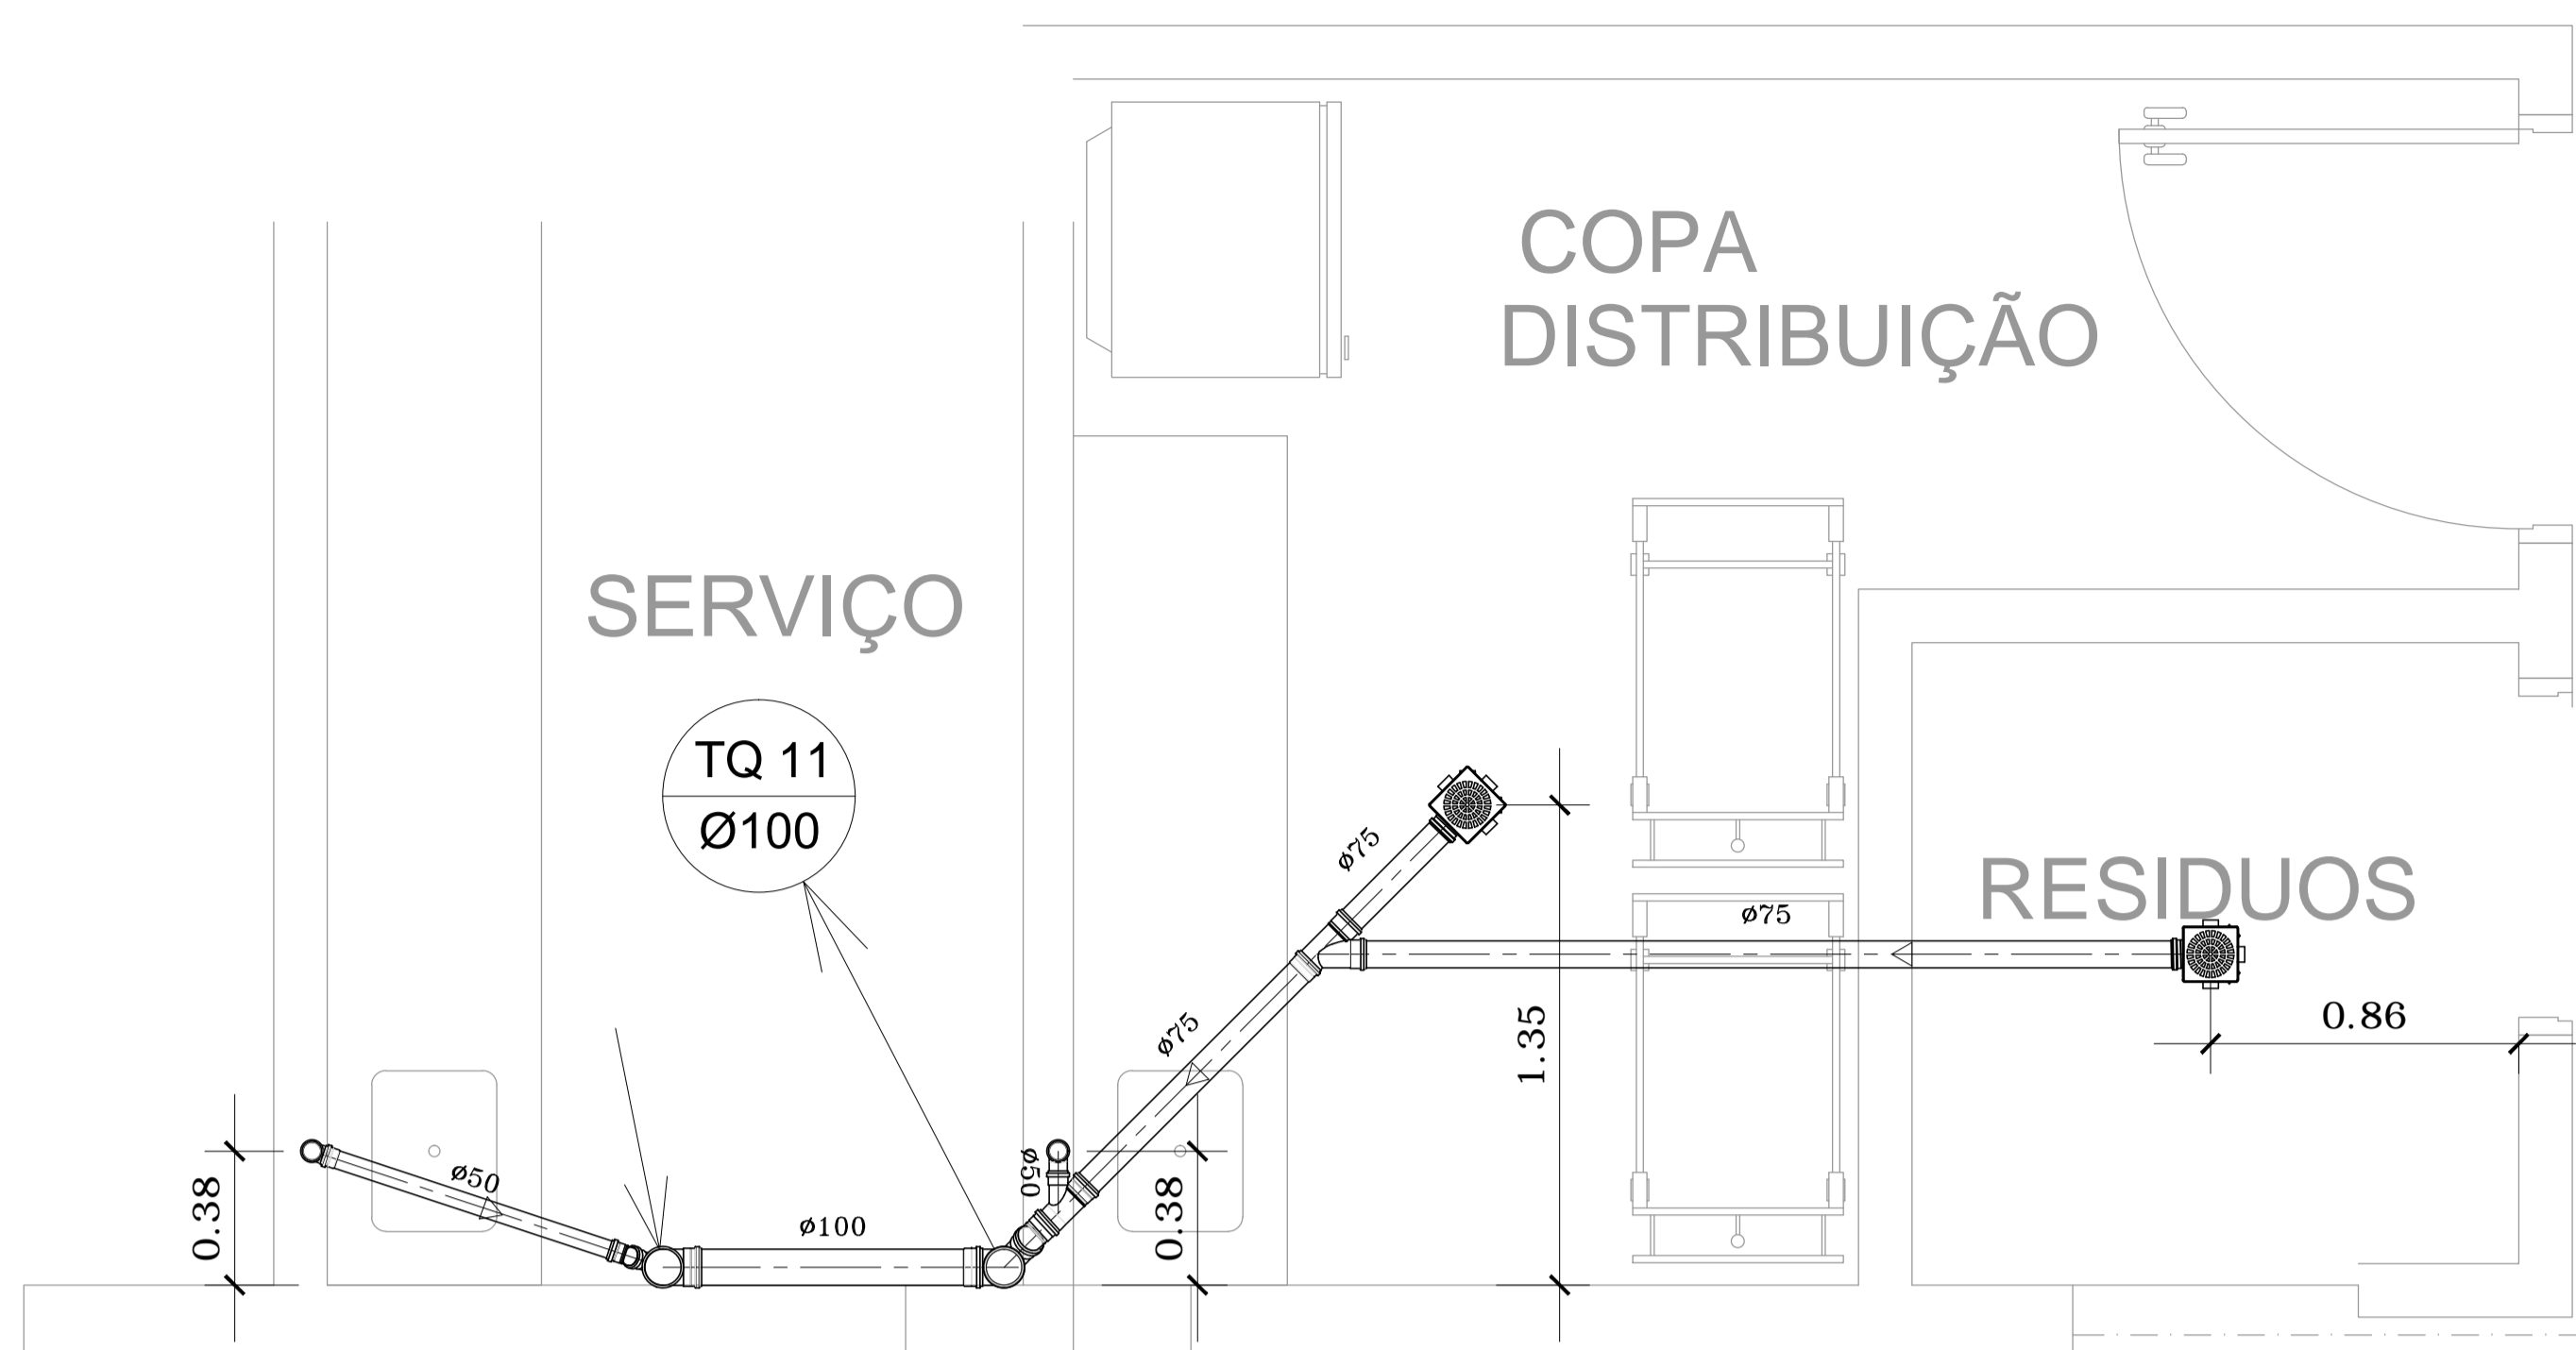 COPA
DISTRIBUIÇÃO
SERVIÇO
TQ 11
Ø100
ø75
RESIDUOS
ø75
0.86
1.35
ø75
ø50
0.38
ø50
0.38
ø100